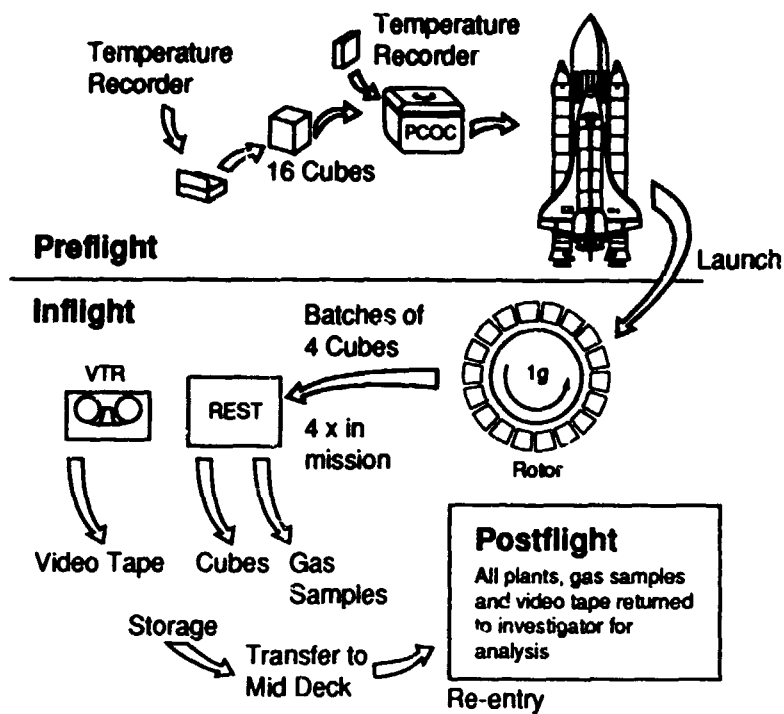 Temperature
Recorder
Temperature
Recorder
PCOC
16 Cubes
Preflight
Launch
Inflight
Batches of
4 Cubes
1g
VTR
REST
4 x in
mission
Rotor
Video Tape
Cubes
Gas
Samples
Postflight
All plants, gas samples
and video tape returned
to investigator for
analysis
Storage
Transfer to
Mid Deck
Re-entry